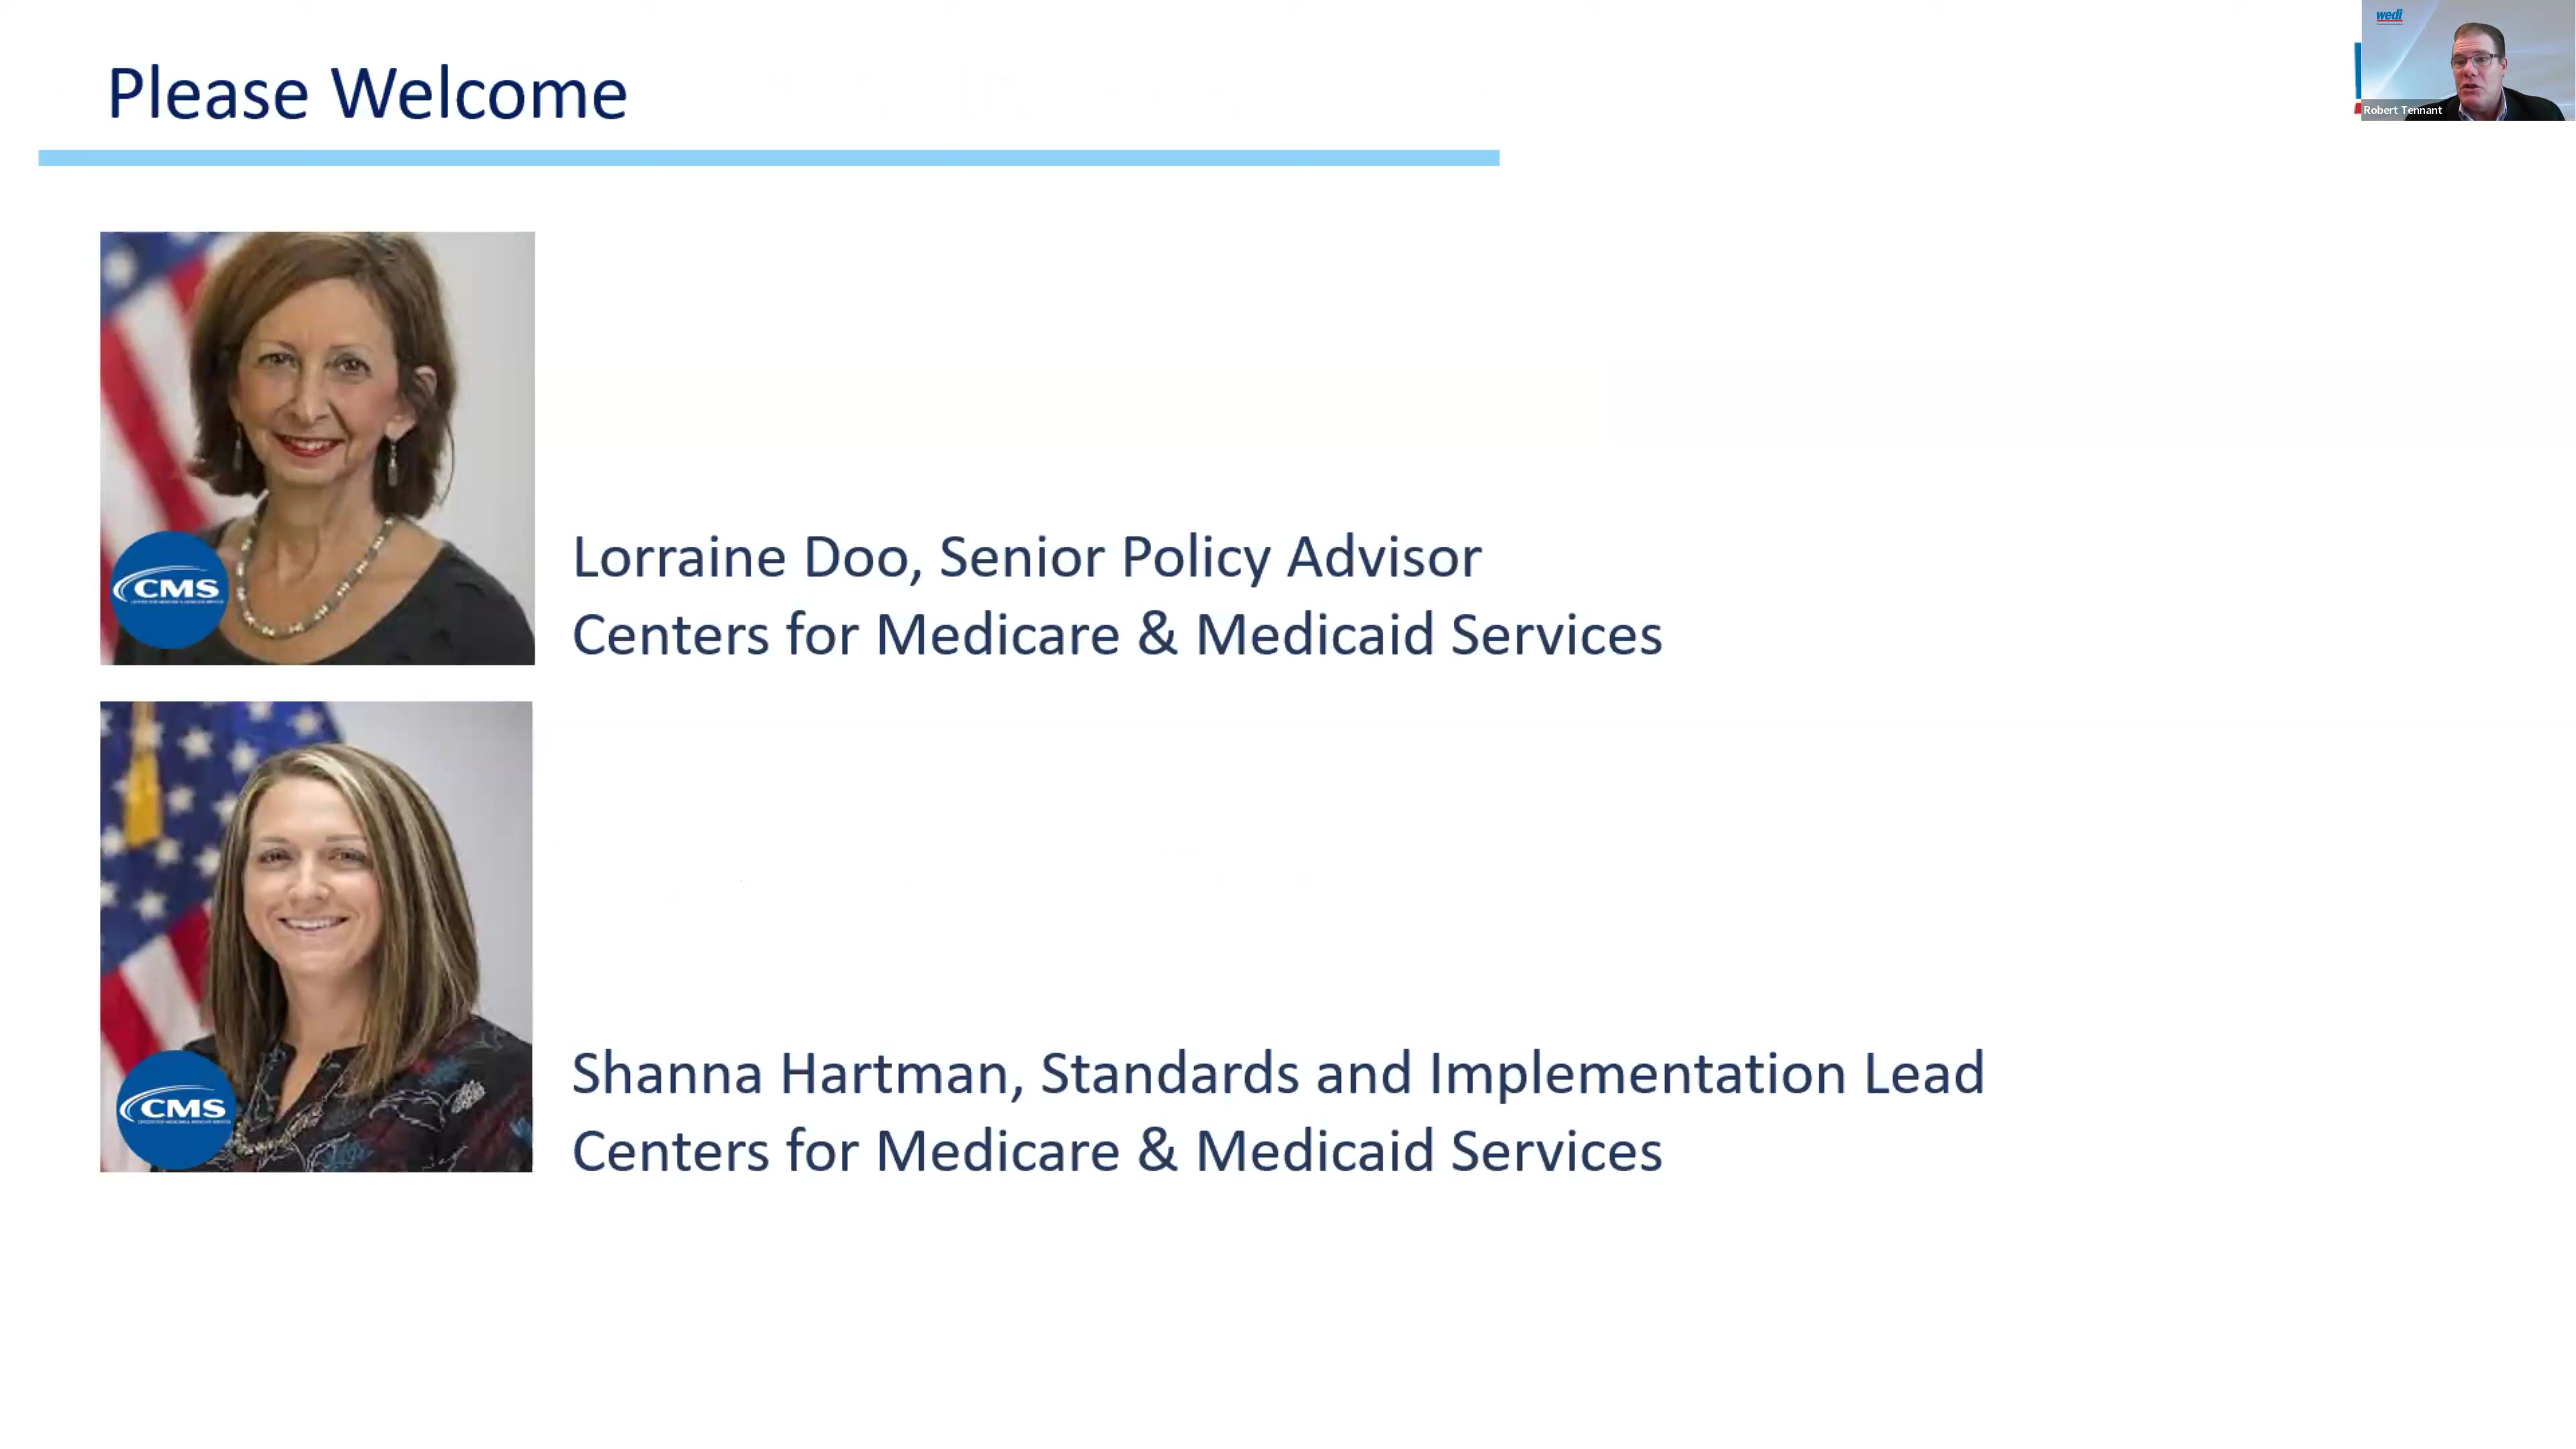 Please Welcome
wedi
Robert Tennant
CMS
Lorraine Doo, Senior Policy Advisor
Centers for Medicare & Medicaid Services
CMS
Shanna Hartman, Standards and Implementation Lead
Centers for Medicare & Medicaid Services